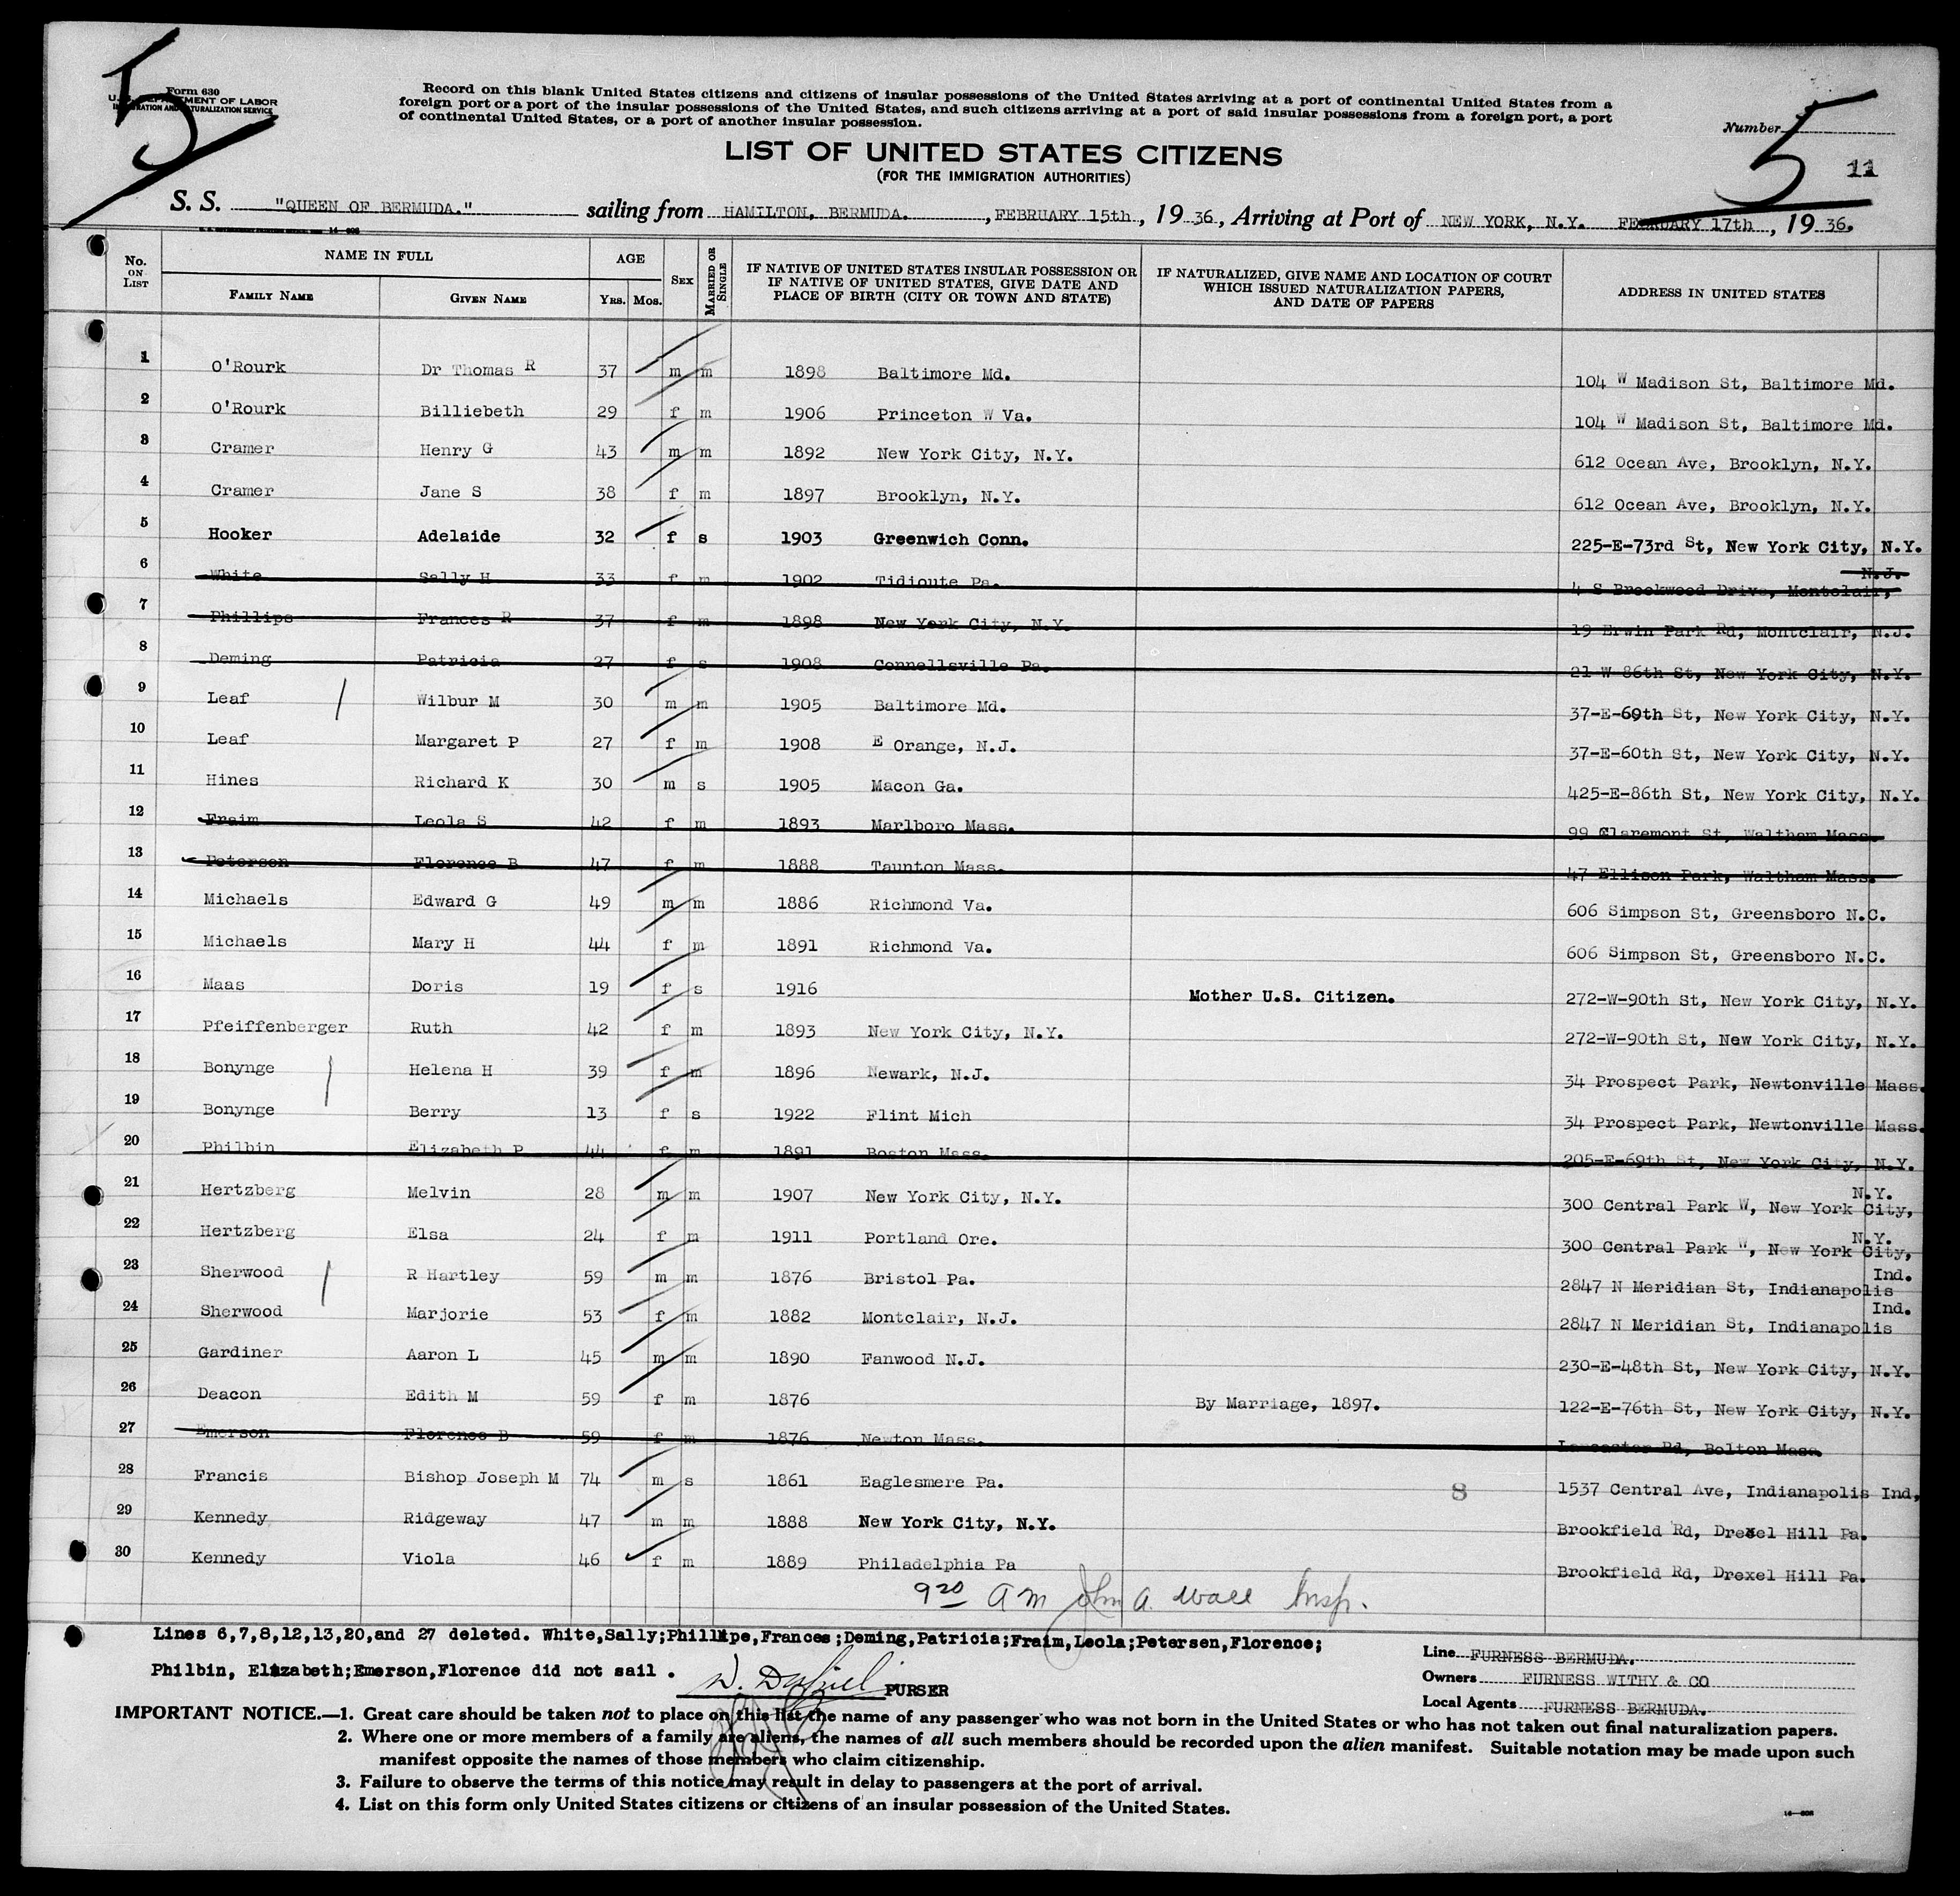 5
Form 630
U. S. DEPARTMENT OF LABOR
IMMIGRATION AND NATURALIZATION SERVICE
Record on this blank United States citizens and citizens of insular possessions of the United States arriving at a port of continental United States from a
foreign port or a port of the insular possessions of the United States, and such citizens arriving at a port of said insular possessions from a foreign port, a port
of continental United States, or a port of another insular possession.
Number 5
11
LIST OF UNITED STATES CITIZENS
(FOR THE IMMIGRATION AUTHORITIES)
S. S. "QUEEN OF BERMUDA." sailing from HAMILTON, BERMUDA. , FEBRUARY 15th, 19 36, Arriving at Port of NEW YORK, N.Y. FEBRUARY 17th, 19 36.
No. ON LIST NAME IN FULL AGE SEX MARRIED OR SINGLE IF NATIVE OF UNITED STATES INSULAR POSSESSION OR IF NATIVE OF UNITED STATES, GIVE DATE AND PLACE OF BIRTH (CITY OR TOWN AND STATE) IF NATURALIZED, GIVE NAME AND LOCATION OF COURT WHICH ISSUED NATURALIZATION PAPERS, AND DATE OF PAPERS ADDRESS IN UNITED STATES
FAMILY NAME GIVEN NAME YRS. MOS.
1 O'Rourk Dr Thomas R 37 m m 1898 Baltimore Md. 104 W Madison St, Baltimore Md.
2 O'Rourk Billiebeth 29 f m 1906 Princeton W Va. 104 W Madison St, Baltimore Md.
3 Cramer Henry G 43 m m 1892 New York City, N.Y. 612 Ocean Ave, Brooklyn, N.Y.
4 Cramer Jane S 38 f m 1897 Brooklyn, N.Y. 612 Ocean Ave, Brooklyn, N.Y.
5 Hooker Adelaide 32 f s 1903 Greenwich Conn. 225-E-73rd St, New York City, N.Y.
6 White Sally H 33 f m 1902 Tidioute Pa. 4 S Brookwood Drive, Montclair, N.J.
7 Phillips Frances R 37 f m 1898 New York City, N.Y. 19 Erwin Park Rd, Montclair, N.J.
8 Deming Patricia 27 f s 1908 Connellsville Pa. 21-W-86th St, New York City, N.Y.
9 Leaf Wilbur M 30 m m 1905 Baltimore Md. 37-E-69th St, New York City, N.Y.
10 Leaf Margaret P 27 f m 1908 E Orange, N.J. 37-E-60th St, New York City, N.Y.
11 Hines Richard K 30 m s 1905 Macon Ga. 425-E-86th St, New York City, N.Y.
12 Fraim Leola S 42 f m 1893 Marlboro Mass. 99 Claremont St, Waltham Mass.
13 Petersen Florence B 47 f m 1888 Taunton Mass. 47 Ellison Park, Waltham Mass.
14 Michaels Edward G 49 m m 1886 Richmond Va. 606 Simpson St, Greensboro N.C.
15 Michaels Mary H 44 f m 1891 Richmond Va. 606 Simpson St, Greensboro N.C.
16 Maas Doris 19 f s 1916 Mother U.S. Citizen. 272-W-90th St, New York City, N.Y.
17 Pfeiffenberger Ruth 42 f m 1893 New York City, N.Y. 272-W-90th St, New York City, N.Y.
18 Bonynge Helena H 39 f m 1896 Newark, N.J. 34 Prospect Park, Newtonville Mass.
19 Bonynge Berry 13 f s 1922 Flint Mich 34 Prospect Park, Newtonville Mass.
20 Philbin Elizabeth P 44 f m 1891 Boston Mass. 205-E-69th St, New York City, N.Y.
21 Hertzberg Melvin 28 m m 1907 New York City, N.Y. 300 Central Park W, New York City, N.Y.
22 Hertzberg Elsa 24 f m 1911 Portland Ore. 300 Central Park W, New York City, N.Y.
23 Sherwood R Hartley 59 m m 1876 Bristol Pa. 2847 N Meridian St, Indianapolis Ind.
24 Sherwood Marjorie 53 f m 1882 Montclair, N.J. 2847 N Meridian St, Indianapolis Ind.
25 Gardiner Aaron L 45 m m 1890 Fanwood N.J. 230-E-48th St, New York City, N.Y.
26 Deacon Edith M 59 f m 1876 By Marriage, 1897. 122-E-76th St, New York City, N.Y.
27 Emerson Florence B 59 f m 1876 Newton Mass. Rd, Bolton Mass.
28 Francis Bishop Joseph M 74 m s 1861 Eaglesmere Pa. 8 1537 Central Ave, Indianapolis Ind,
29 Kennedy Ridgeway 47 m m 1888 New York City, N.Y. Brookfield Rd, Drexel Hill Pa.
30 Kennedy Viola 46 f m 1889 Philadelphia Pa Brookfield Rd, Drexel Hill Pa.
9 20 a m John A. Wall Insp.
Lines 6,7,8,12,13,20,and 27 deleted. White,Sally;Phillips,Frances;Deming,Patricia;Fraim,Leola;Petersen,Florence;
Philbin, Elizabeth;Emerson,Florence did not sail .
PURSER
Line FURNESS BERMUDA.
Owners FURNESS WITHY & CO
Local Agents FURNESS BERMUDA.
IMPORTANT NOTICE.—1. Great care should be taken not to place on this list the name of any passenger who was not born in the United States or who has not taken out final naturalization papers.
2. Where one or more members of a family are aliens, the names of all such members should be recorded upon the alien manifest. Suitable notation may be made upon such
manifest opposite the names of those members who claim citizenship.
3. Failure to observe the terms of this notice may result in delay to passengers at the port of arrival.
4. List on this form only United States citizens or citizens of an insular possession of the United States.